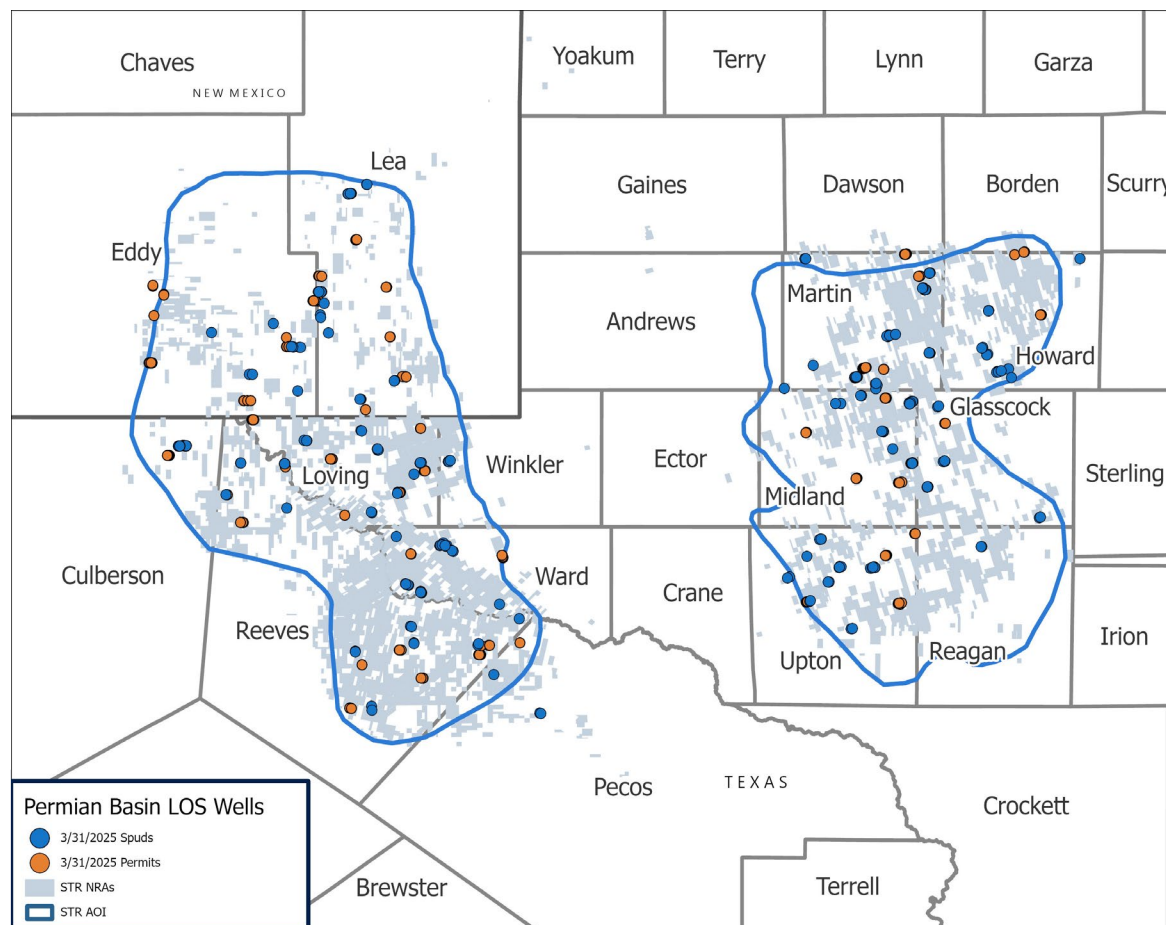 Yoakum
Terry
Lynn
Garza
Chaves
NEW MEXICO
Lea
Gaines
Dawson
Borden
Scurry
Eddy
Martin
Andrews
Howard
Glasscock
Winkler
Ector
Loving
Sterling
Midland
Culberson
Ward
Crane
Reeves
Irion
Upton
Reagan
Pecos
TEXAS
Crockett
Brewster
Terrell
Permian Basin LOS Wells
3/31/2025 Spuds
3/31/2025 Permits
STR NRAs
STR AOI